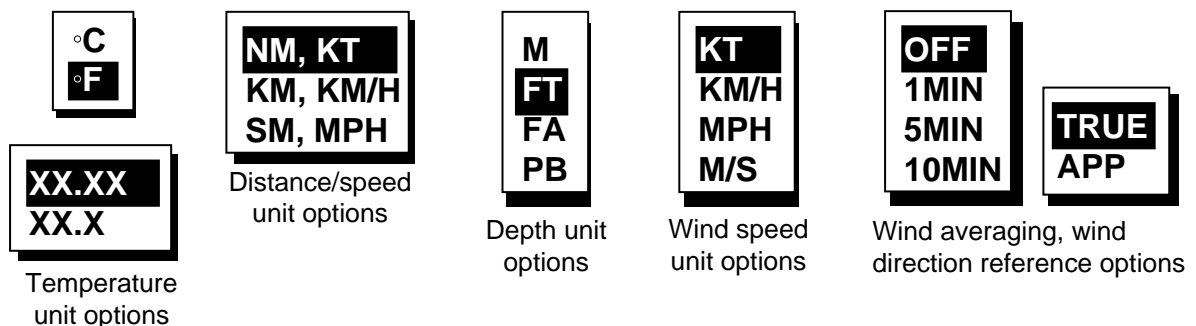 °C
°F
XX.XX
XX.X
Temperature
unit options
NM, KT
KM, KM/H
SM, MPH
Distance/speed
unit options
M
FT
FA
PB
Depth unit
options
KT
KM/H
MPH
M/S
Wind speed
unit options
OFF
1MIN
5MIN
10MIN
TRUE
APP
Wind averaging, wind
direction reference options